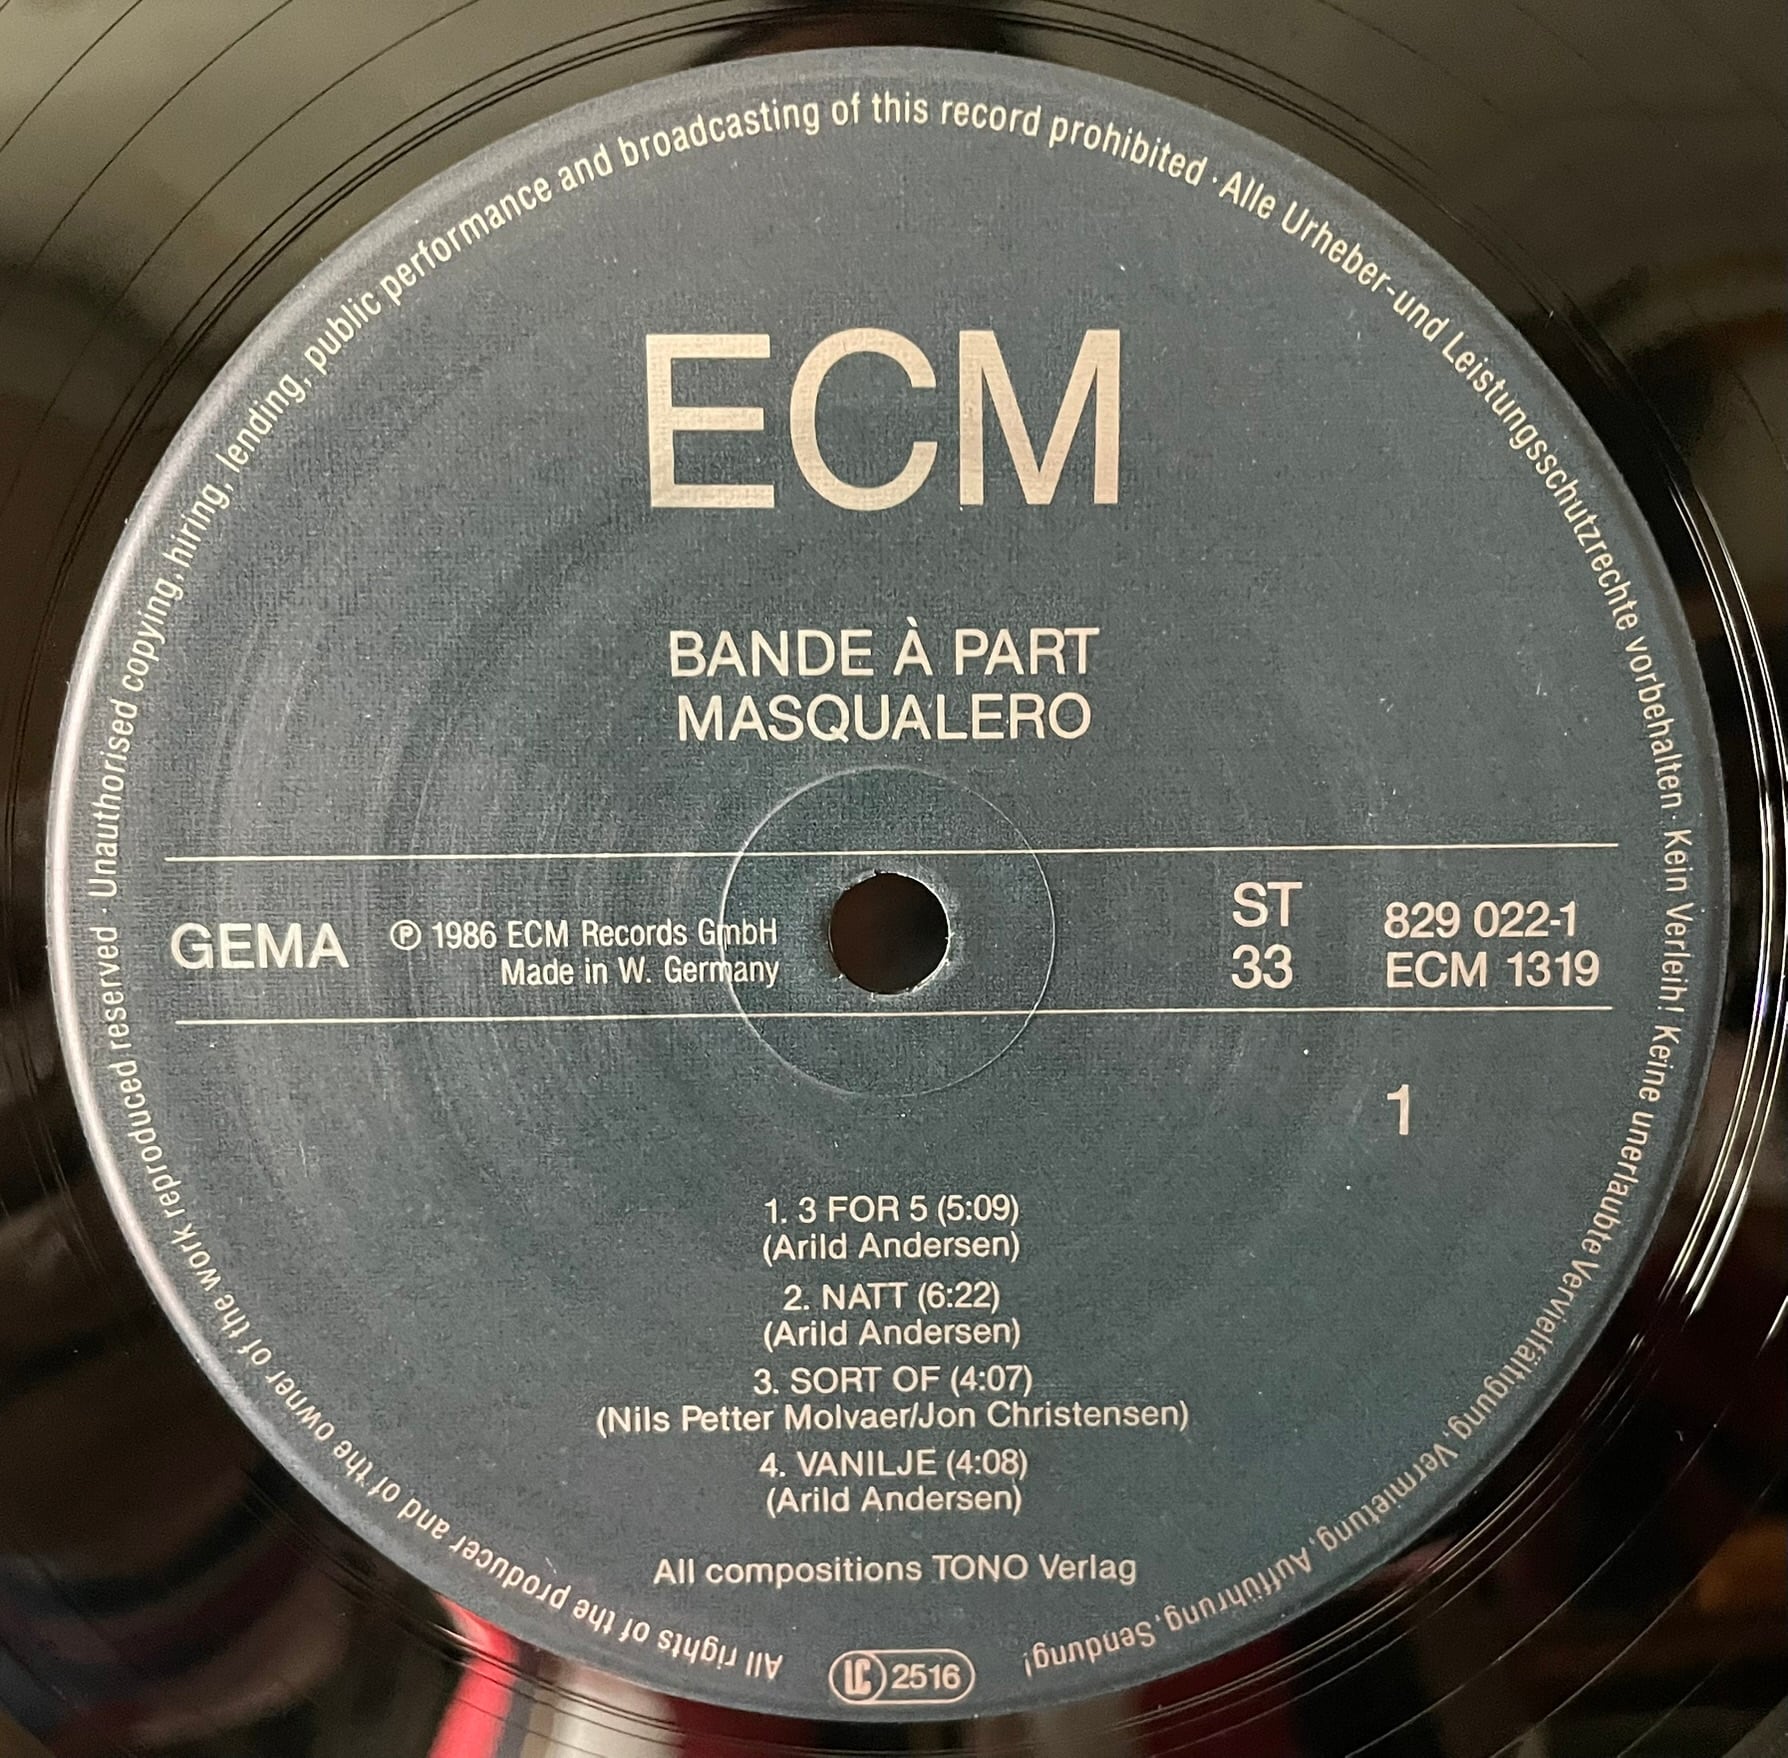 ECM
BANDE À PART
MASQUALERO
GEMA
℗ 1986 ECM Records GmbH
Made in W. Germany
ST
33
829 022-1
ECM 1319
1
1. 3 FOR 5 (5:09)
(Arild Andersen)
2. NATT (6:22)
(Arild Andersen)
3. SORT OF (4:07)
(Nils Petter Molvaer/Jon Christensen)
4. VANILJE (4:08)
(Arild Andersen)
All compositions TONO Verlag
LC 2516
All rights of the producer and of the owner of the work reproduced reserved · Unauthorised copying, hiring, lending, public performance and broadcasting of this record prohibited · Alle Urheber-und Leistungsschutzrechte vorbehalten · Kein Verleih! Keine unerlaubte Vervielfältigung, Vermietung, Aufführung, Sendung!